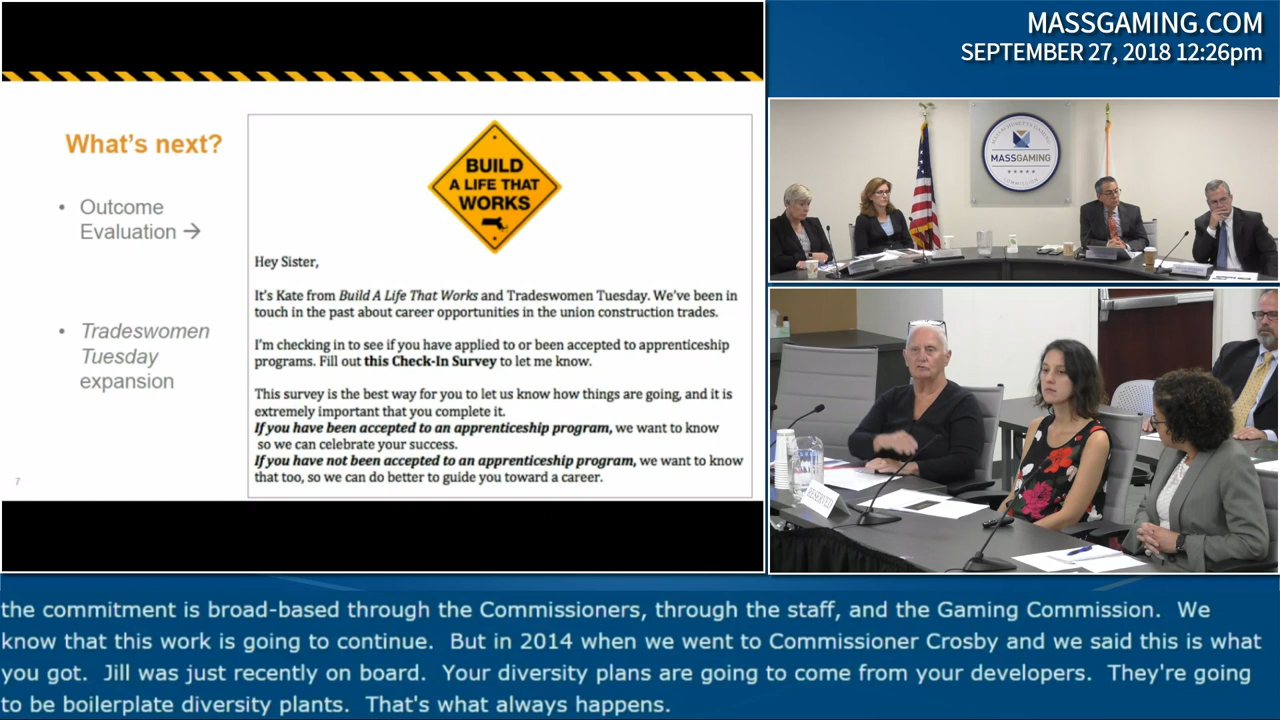 MASSGAMING.COM
SEPTEMBER 27, 2018 12:26pm
What's next?
• Outcome
Evaluation →
• Tradeswomen
Tuesday
expansion
7
BUILD
A LIFE THAT
WORKS
Hey Sister,
It's Kate from Build A Life That Works and Tradeswomen Tuesday. We've been in
touch in the past about career opportunities in the union construction trades.
I'm checking in to see if you have applied to or been accepted to apprenticeship
programs. Fill out this Check-In Survey to let me know.
This survey is the best way for you to let us know how things are going, and it is
extremely important that you complete it.
If you have been accepted to an apprenticeship program, we want to know
so we can celebrate your success.
If you have not been accepted to an apprenticeship program, we want to know
that too, so we can do better to guide you toward a career.
MASSACHUSETTS GAMING
MASSGAMING
COMMISSION
RESERVED
the commitment is broad-based through the Commissioners, through the staff, and the Gaming Commission. We
know that this work is going to continue. But in 2014 when we went to Commissioner Crosby and we said this is what
you got. Jill was just recently on board. Your diversity plans are going to come from your developers. They're going
to be boilerplate diversity plants. That's what always happens.